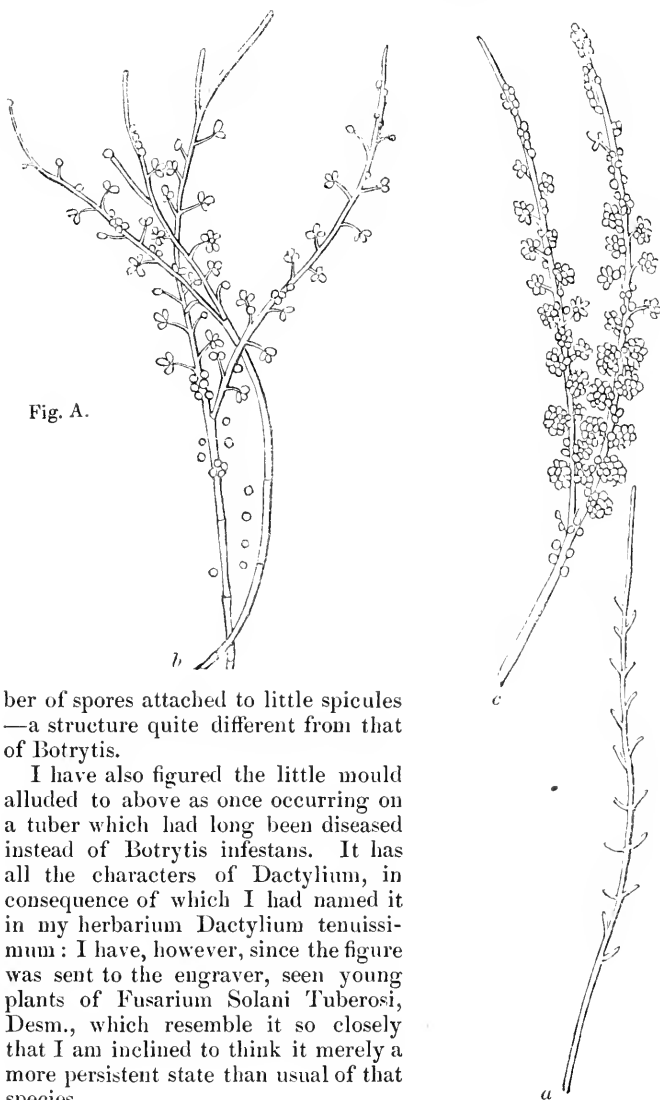 Fig. A.
b
c
a
ber of spores attached to little spicules
—a structure quite different from that
of Botrytis.
I have also figured the little mould
alluded to above as once occurring on
a tuber which had long been diseased
instead of Botrytis infestans. It has
all the characters of Dactylium, in
consequence of which I had named it
in my herbarium Dactylium tenuissi-
mum : I have, however, since the figure
was sent to the engraver, seen young
plants of Fusarium Solani Tuberosi,
Desm., which resemble it so closely
that I am inclined to think it merely a
more persistent state than usual of that
species.